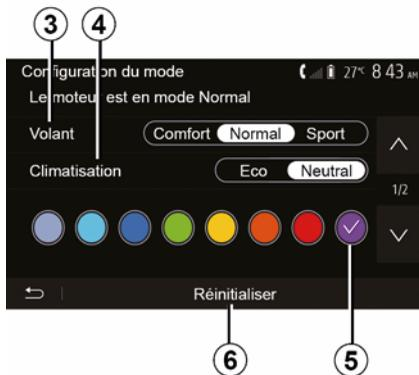 3 4
Configuration du mode 27°C 8 43 AM
Le moteur est en mode Normal
Volant Comfort Normal Sport
Climatisation Eco Neutral
1/2
Réinitialiser
6 5